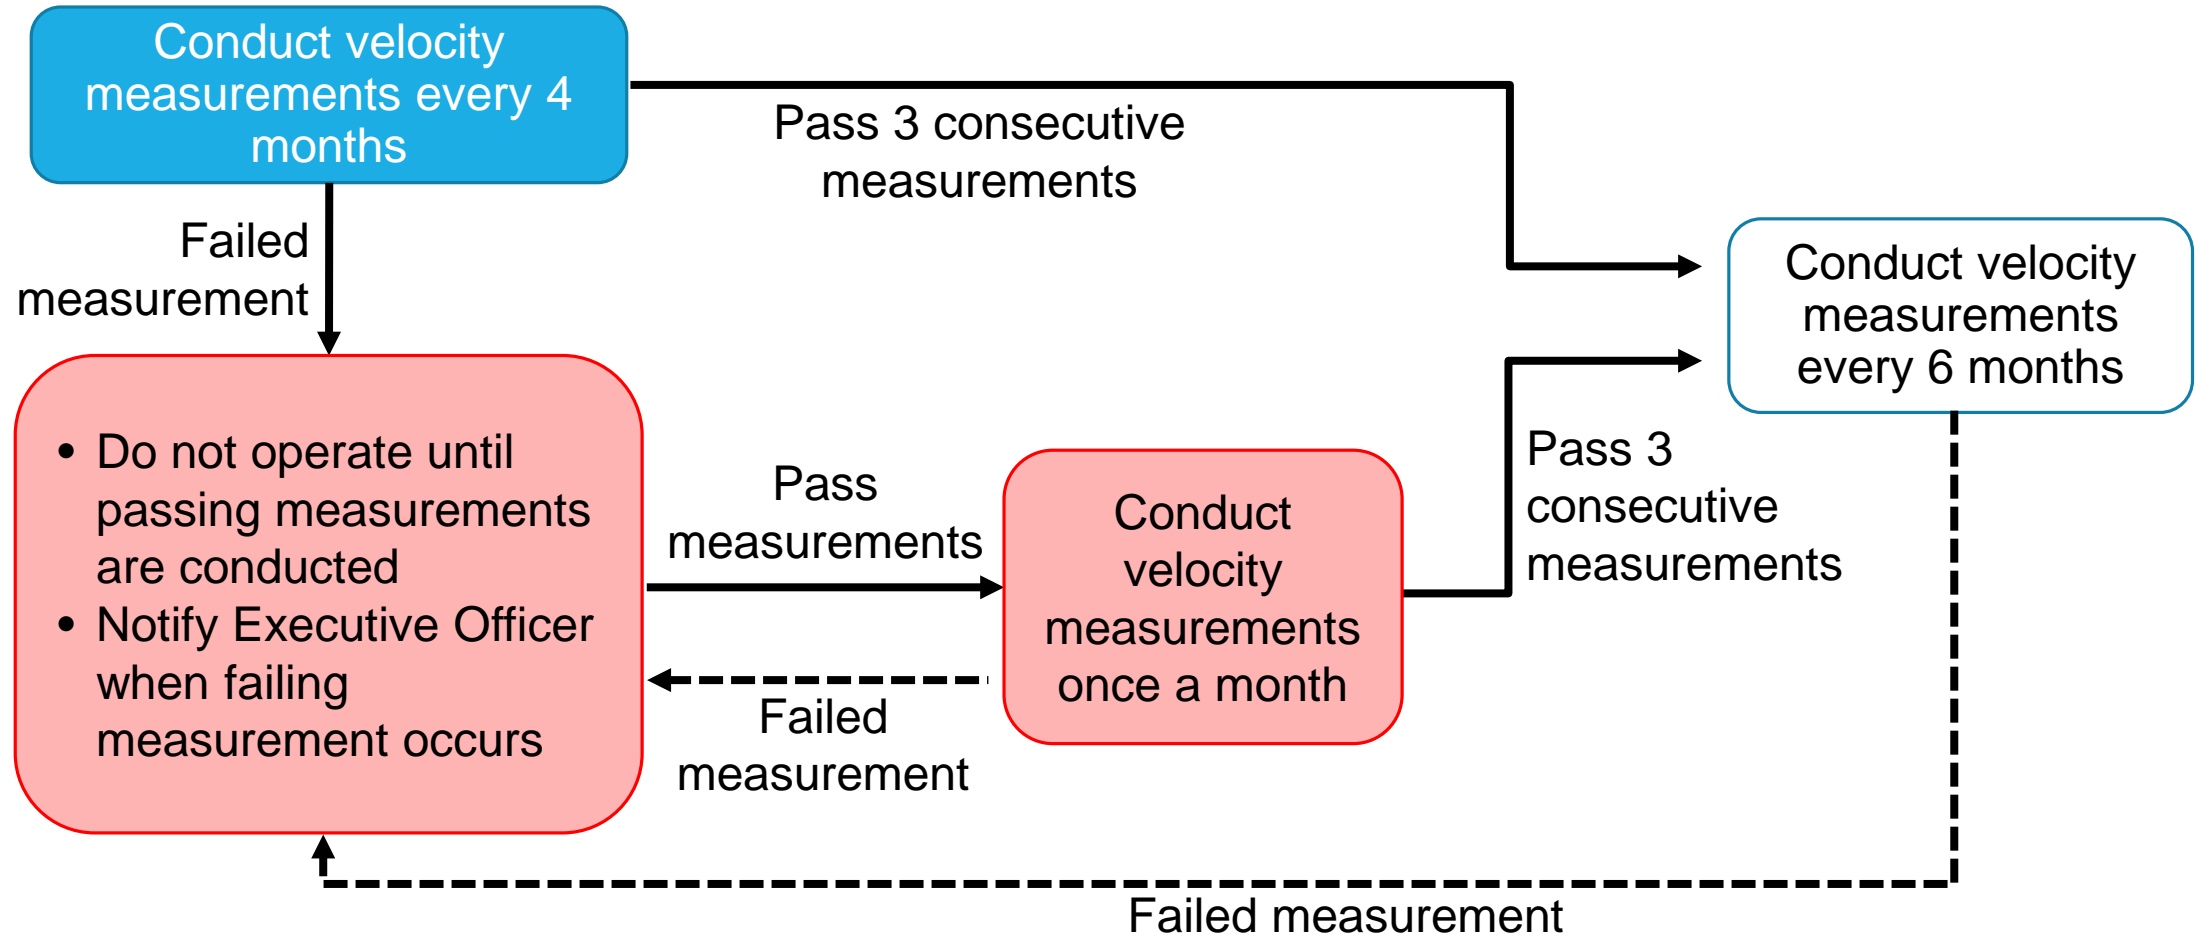 Conduct velocity
measurements every 4
months
Pass 3 consecutive
measurements
Failed
measurement
Conduct velocity
measurements
every 6 months
• Do not operate until
passing measurements
are conducted
• Notify Executive Officer
when failing
measurement occurs
Pass
measurements
Failed
measurement
Conduct
velocity
measurements
once a month
Pass 3
consecutive
measurements
Failed measurement